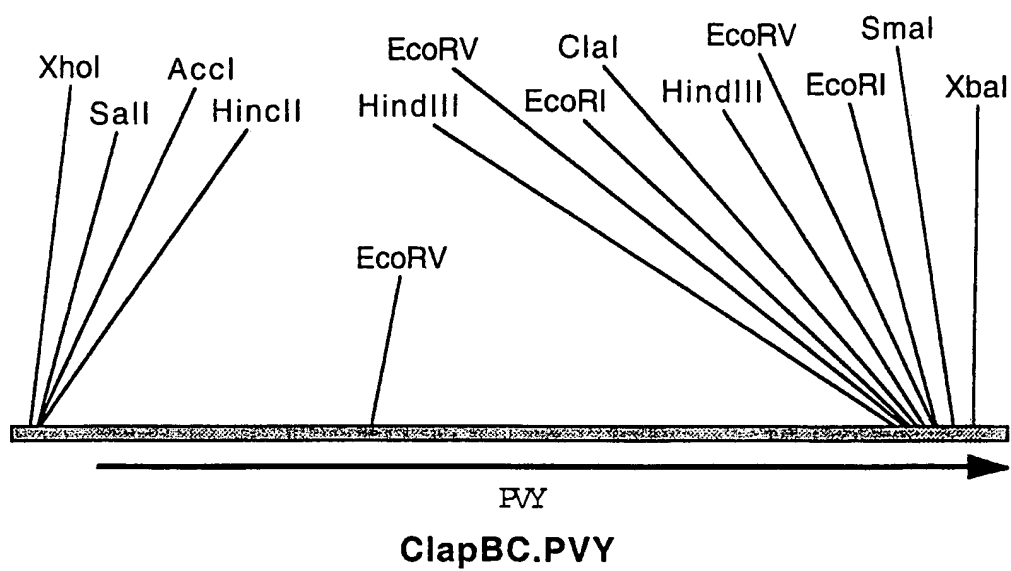 XhoI
SalI
AccI
HincII
HindIII
EcoRV
EcoRI
ClaI
HindIII
EcoRV
EcoRI
SmaI
XbaI
EcoRV
PVY
ClapBC.PVY